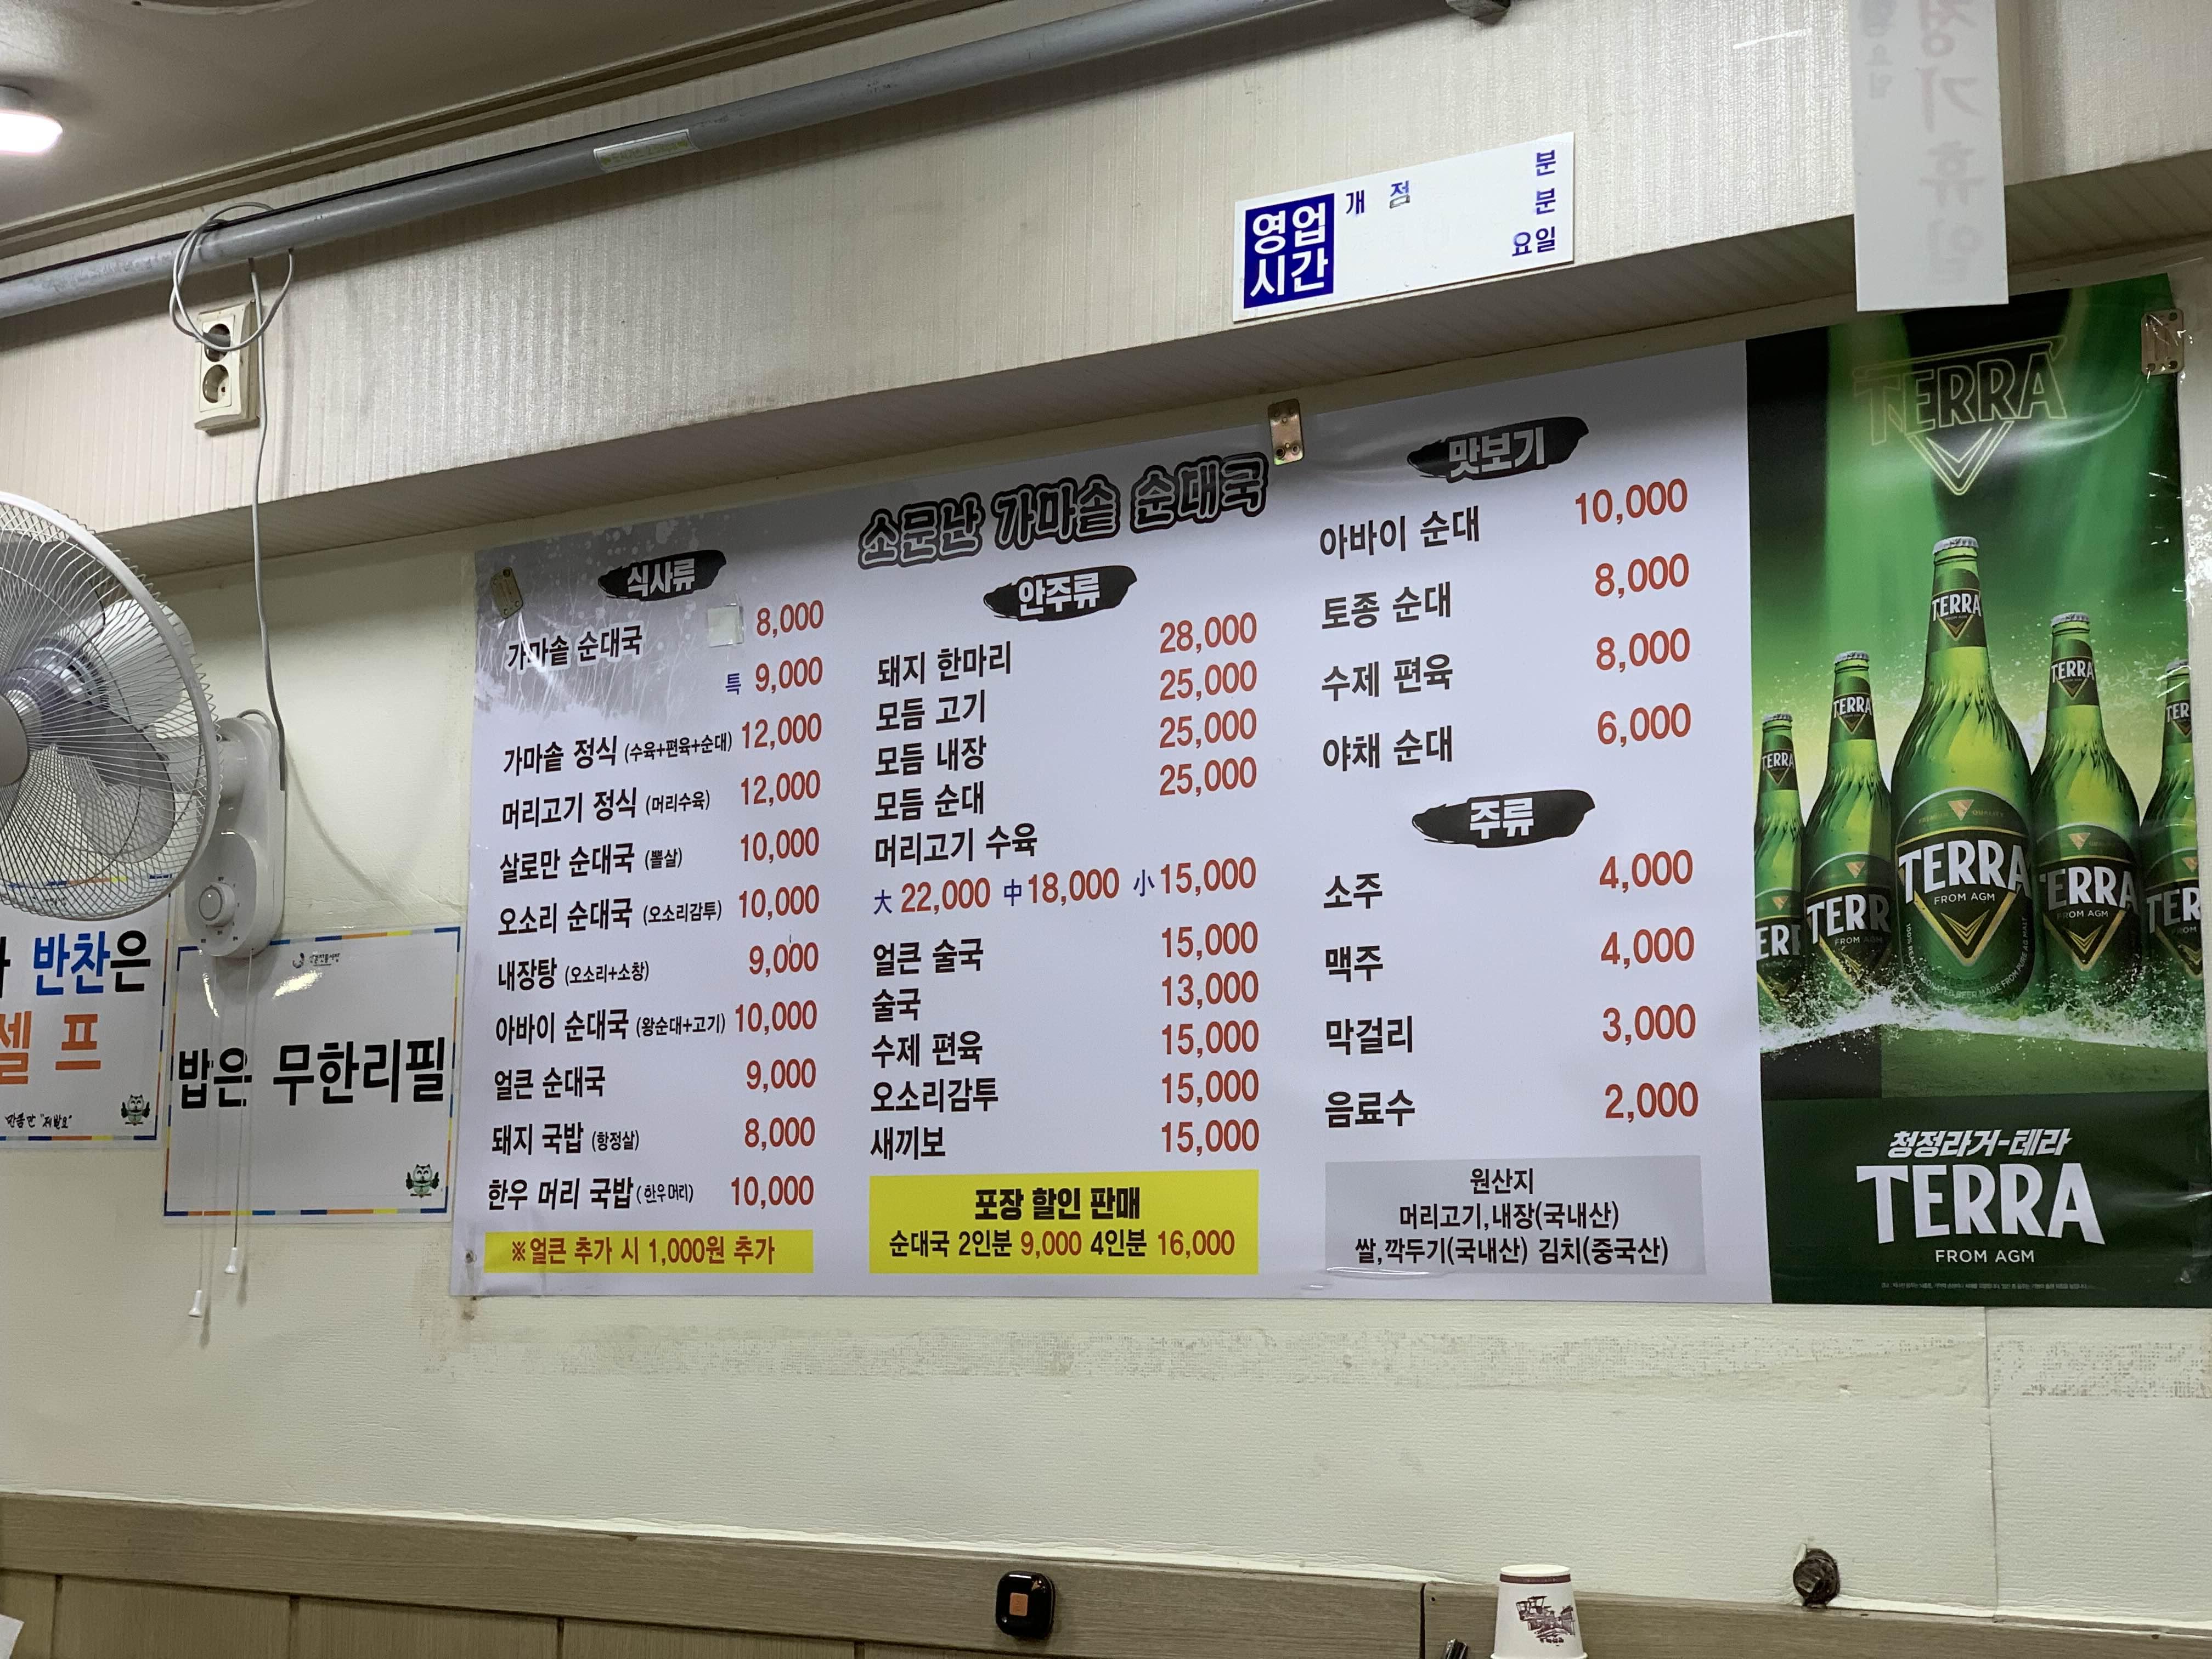 영업
시간
개 점
분
분
요일
정기휴일
소문난 가마솥 순대국
식사류
가마솥 순대국 8,000
특 9,000
가마솥 정식 (수육+편육+순대) 12,000
머리고기 정식 (머리수육) 12,000
살로만 순대국 (뽈살) 10,000
오소리 순대국 (오소리감투) 10,000
내장탕 (오소리+소창) 9,000
아바이 순대국 (왕순대+고기) 10,000
얼큰 순대국 9,000
돼지 국밥 (항정살) 8,000
한우 머리 국밥 (한우머리) 10,000
※얼큰 추가 시 1,000원 추가
안주류
돼지 한마리 28,000
모듬 고기 25,000
모듬 내장 25,000
모듬 순대 25,000
머리고기 수육
大 22,000 中 18,000 小 15,000
얼큰 술국 15,000
술국 13,000
수제 편육 15,000
오소리감투 15,000
새끼보 15,000
포장 할인 판매
순대국 2인분 9,000 4인분 16,000
맛보기
아바이 순대 10,000
토종 순대 8,000
수제 편육 8,000
야채 순대 6,000
주류
소주 4,000
맥주 4,000
막걸리 3,000
음료수 2,000
원산지
머리고기,내장(국내산)
쌀,깍두기(국내산) 김치(중국산)
TERRA
TERRA
TERRA
TERRA
TERRA
TERRA
FROM AGM
TERRA
FROM AGM
청정라거-테라
TERRA
FROM AGM
반찬은
셀 프
밥은 무한리필